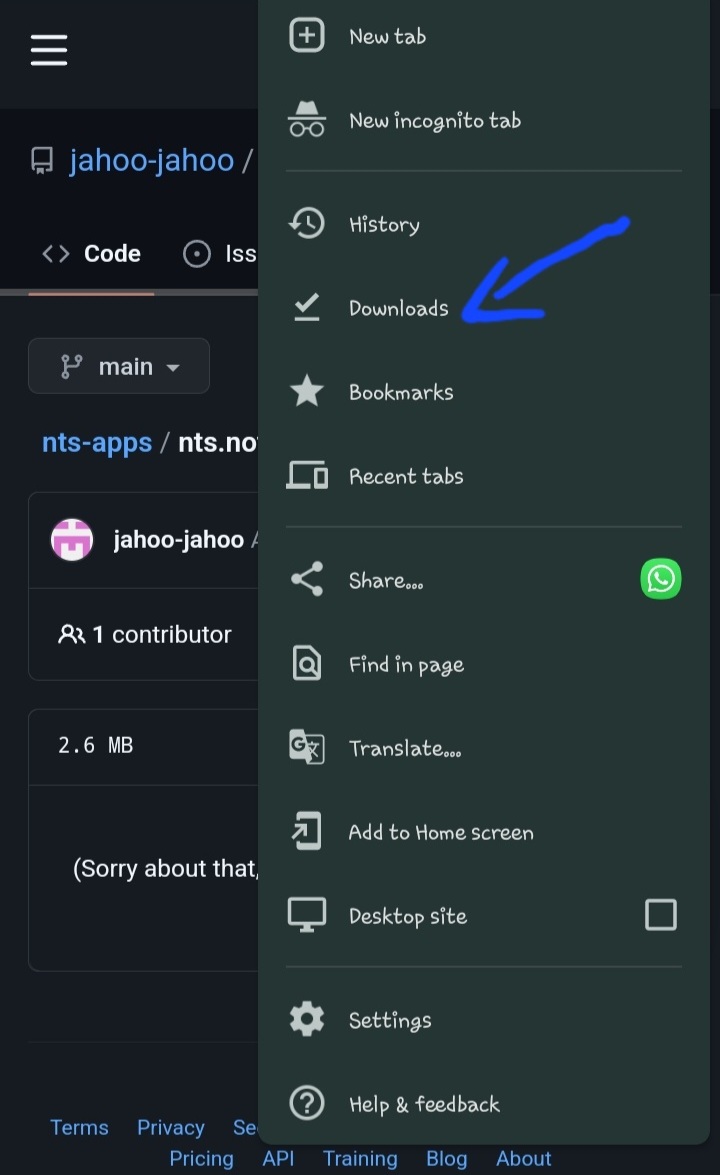 New tab
New incognito tab
History
Downloads
Bookmarks
Recent tabs
Share...
Find in page
Translate...
Add to Home screen
Desktop site
Settings
Help & feedback
jahoo-jahoo /
Code
Iss
main
nts-apps / nts.no
jahoo-jahoo
1 contributor
2.6 MB
(Sorry about that,
Terms Privacy Se
Pricing API Training Blog About